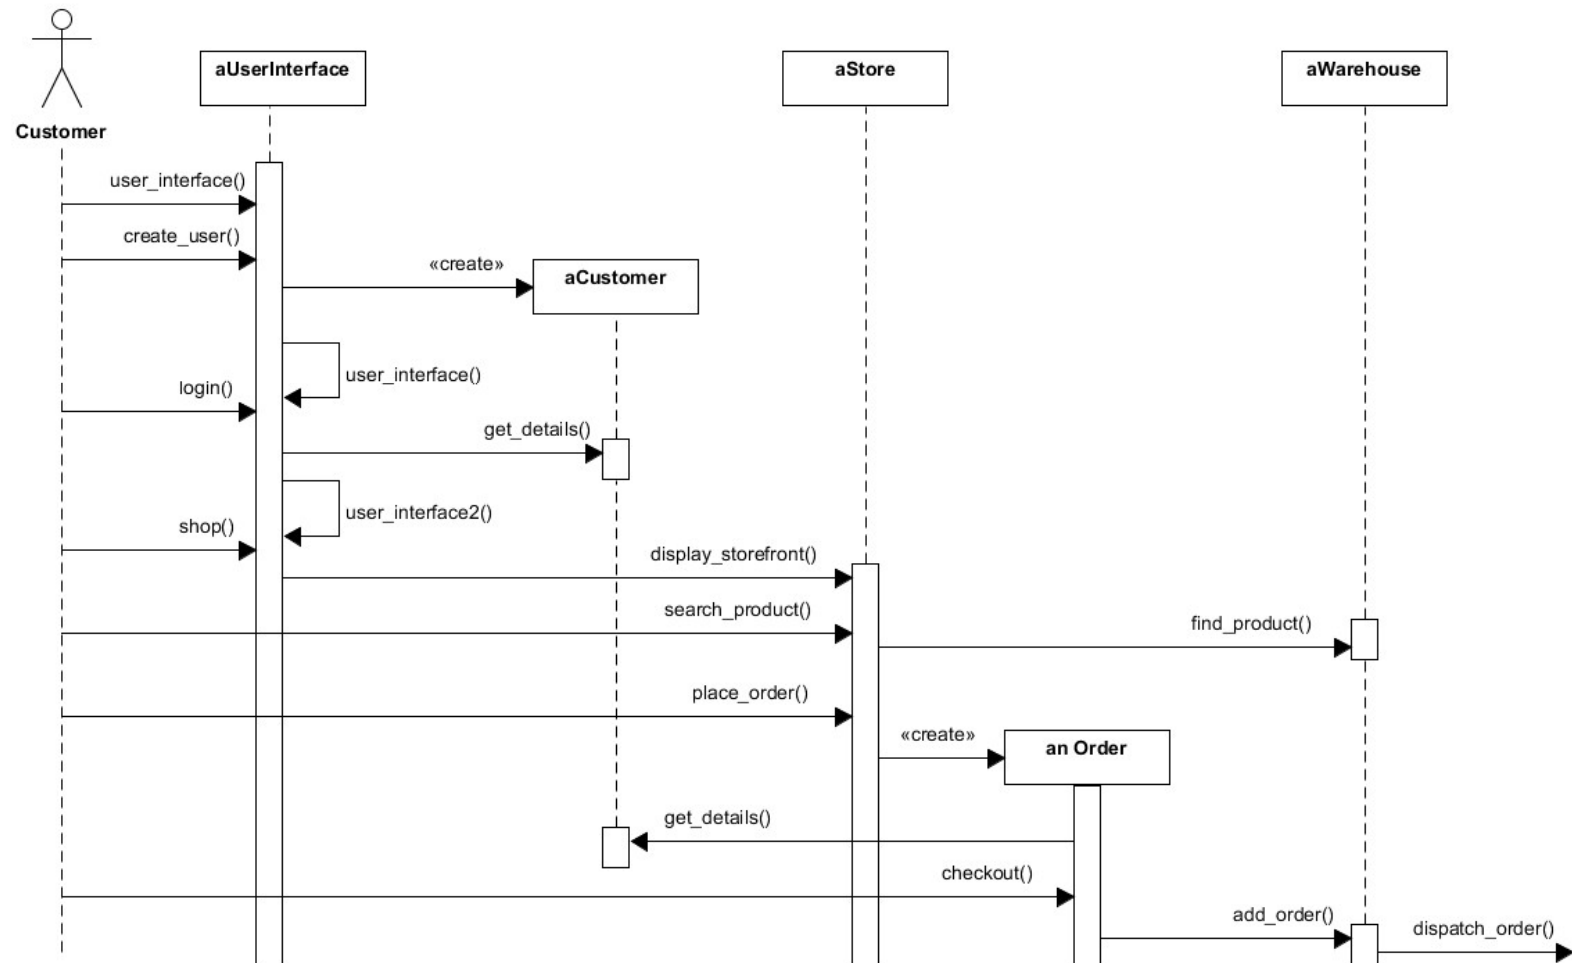 aUserInterface
aStore
aWarehouse
Customer
user_interface()
create_user()
«create»
aCustomer
user_interface()
login()
get_details()
user_interface2()
shop()
display_storefront()
search_product()
find_product()
place_order()
«create»
an Order
get_details()
checkout()
add_order()
dispatch_order()